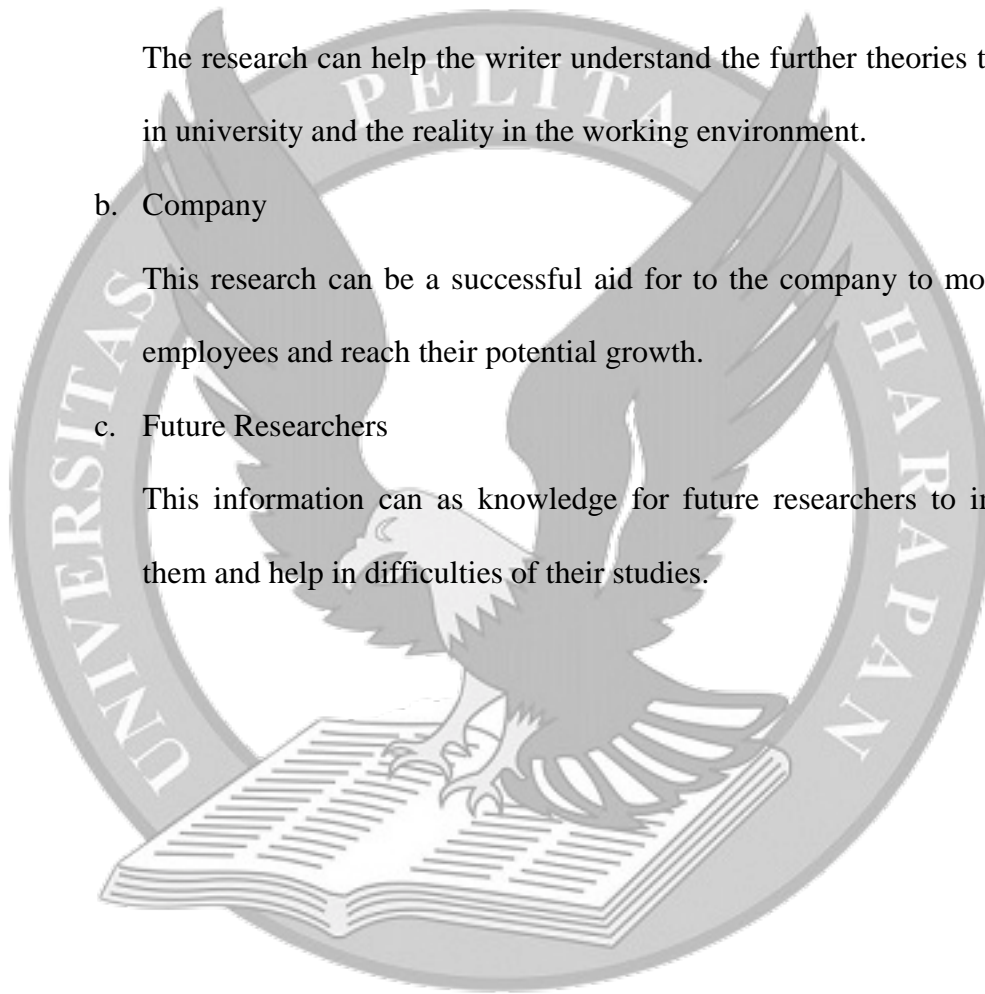 The research can help the writer understand the further theories
in university and the reality in the working environment.
b. Company
This research can be a successful aid for to the company to
employees and reach their potential growth.
c. Future Researchers
This information can as knowledge for future researchers to
them and help in difficulties of their studies.
UNIVERSITAS PELITA HARAPAN